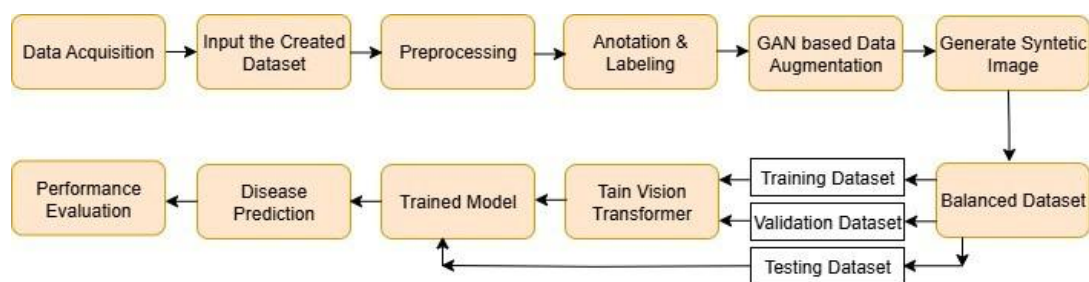 Data Acquisition
Input the Created
Dataset
Preprocessing
Anotation &
Labeling
GAN based Data
Augmentation
Generate Syntetic
Image
Performance
Evaluation
Disease
Prediction
Trained Model
Tain Vision
Transformer
Training Dataset
Validation Dataset
Testing Dataset
Balanced Dataset